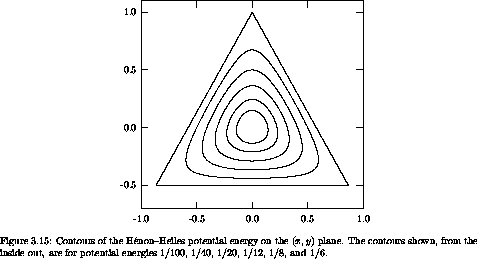 1.0
0.5
0.0
-0.5
-1.0 -0.5 0.0 0.5 1.0
Figure 3.15: Contours of the Hénon–Heiles potential energy on the (x, y) plane. The contours shown, from the
inside out, are for potential energies 1/100, 1/40, 1/20, 1/12, 1/8, and 1/6.